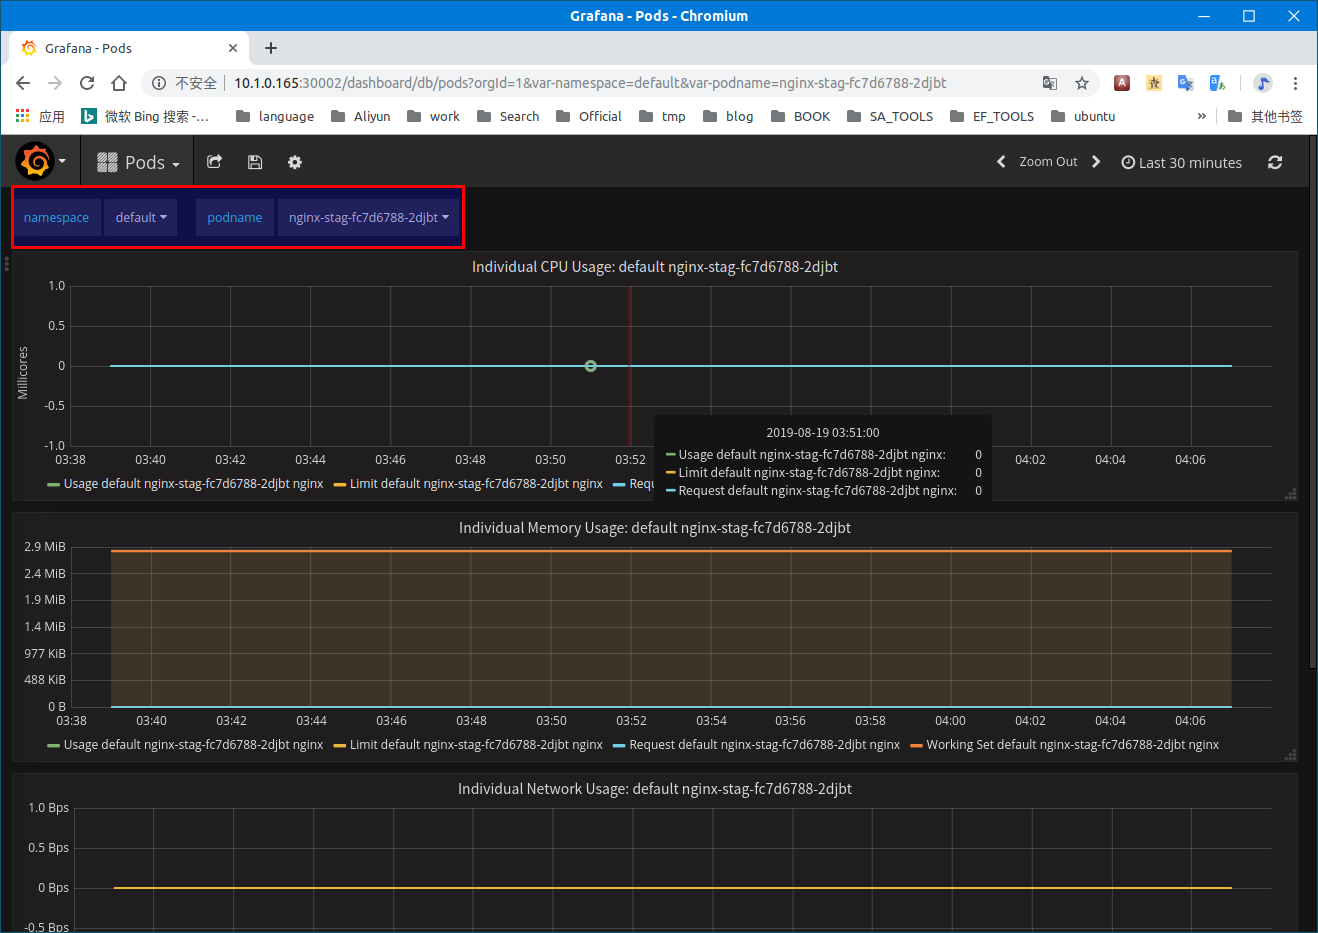 Grafana - Pods - Chromium
Grafana - Pods
不安全 10.1.0.165:30002/dashboard/db/pods?orgId=1&var-namespace=default&var-podname=nginx-stag-fc7d6788-2djbt
应用 微软 Bing 搜索 -... language Aliyun work Search Official tmp blog BOOK SA_TOOLS EF_TOOLS ubuntu » 其他书签
Pods Zoom Out Last 30 minutes
namespace default podname nginx-stag-fc7d6788-2djbt
Individual CPU Usage: default nginx-stag-fc7d6788-2djbt
Millicores
1.0
0.5
0
-0.5
-1.0
03:38 03:40 03:42 03:44 03:46 03:48 03:50 03:52 04:02 04:04 04:06
Usage default nginx-stag-fc7d6788-2djbt nginx Limit default nginx-stag-fc7d6788-2djbt nginx Requ
2019-08-19 03:51:00
Usage default nginx-stag-fc7d6788-2djbt nginx: 0
Limit default nginx-stag-fc7d6788-2djbt nginx: 0
Request default nginx-stag-fc7d6788-2djbt nginx: 0
Individual Memory Usage: default nginx-stag-fc7d6788-2djbt
2.9 MiB
2.4 MiB
1.9 MiB
1.4 MiB
977 KiB
488 KiB
0 B
03:38 03:40 03:42 03:44 03:46 03:48 03:50 03:52 03:54 03:56 03:58 04:00 04:02 04:04 04:06
Usage default nginx-stag-fc7d6788-2djbt nginx Limit default nginx-stag-fc7d6788-2djbt nginx Request default nginx-stag-fc7d6788-2djbt nginx Working Set default nginx-stag-fc7d6788-2djbt nginx
Individual Network Usage: default nginx-stag-fc7d6788-2djbt
1.0 Bps
0.5 Bps
0 Bps
-0.5 Bps